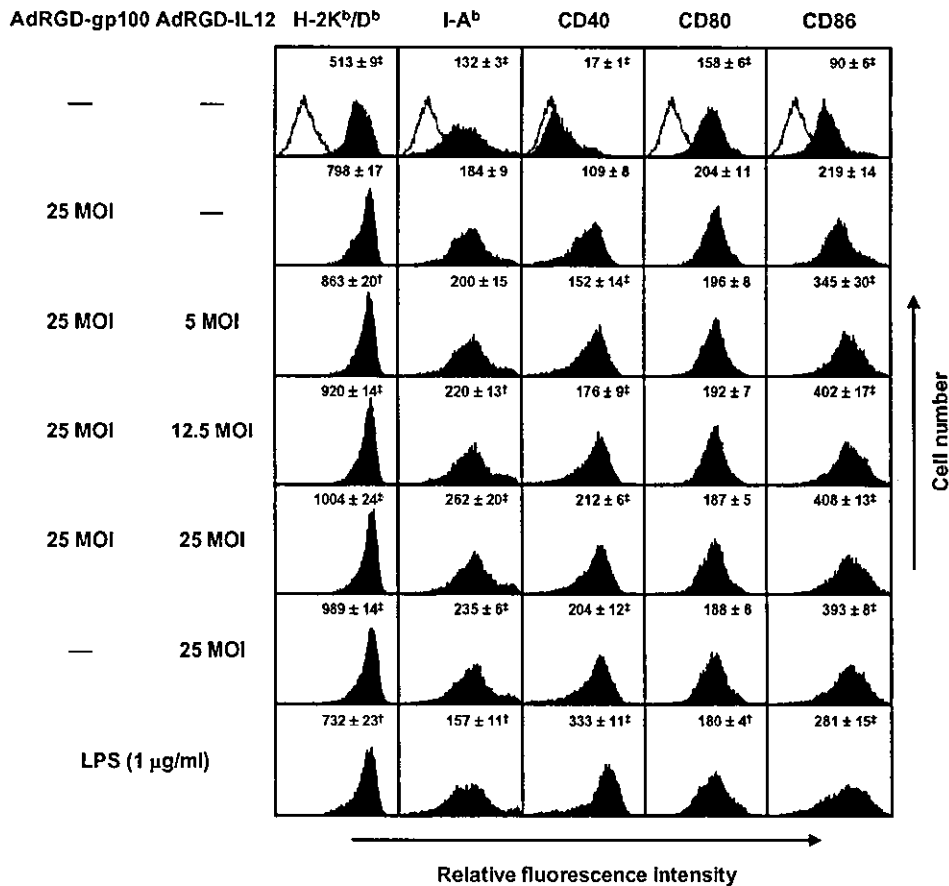 AdRGD-gp100 AdRGD-IL12 H-2Kᵇ/Dᵇ I-Aᵇ CD40 CD80 CD86
— — 513 ± 9‡ 132 ± 3‡ 17 ± 1‡ 158 ± 6‡ 90 ± 6‡
25 MOI — 798 ± 17 184 ± 9 109 ± 8 204 ± 11 219 ± 14
25 MOI 5 MOI 863 ± 20† 200 ± 15 152 ± 14‡ 196 ± 8 345 ± 30‡
25 MOI 12.5 MOI 920 ± 14‡ 220 ± 13† 176 ± 9‡ 192 ± 7 402 ± 17‡
25 MOI 25 MOI 1004 ± 24‡ 262 ± 20‡ 212 ± 6‡ 187 ± 5 408 ± 13‡
— 25 MOI 989 ± 14‡ 235 ± 6‡ 204 ± 12‡ 188 ± 6 393 ± 8‡
LPS (1 μg/ml) 732 ± 23† 157 ± 11† 333 ± 11‡ 180 ± 4† 281 ± 15‡
Cell number
Relative fluorescence intensity